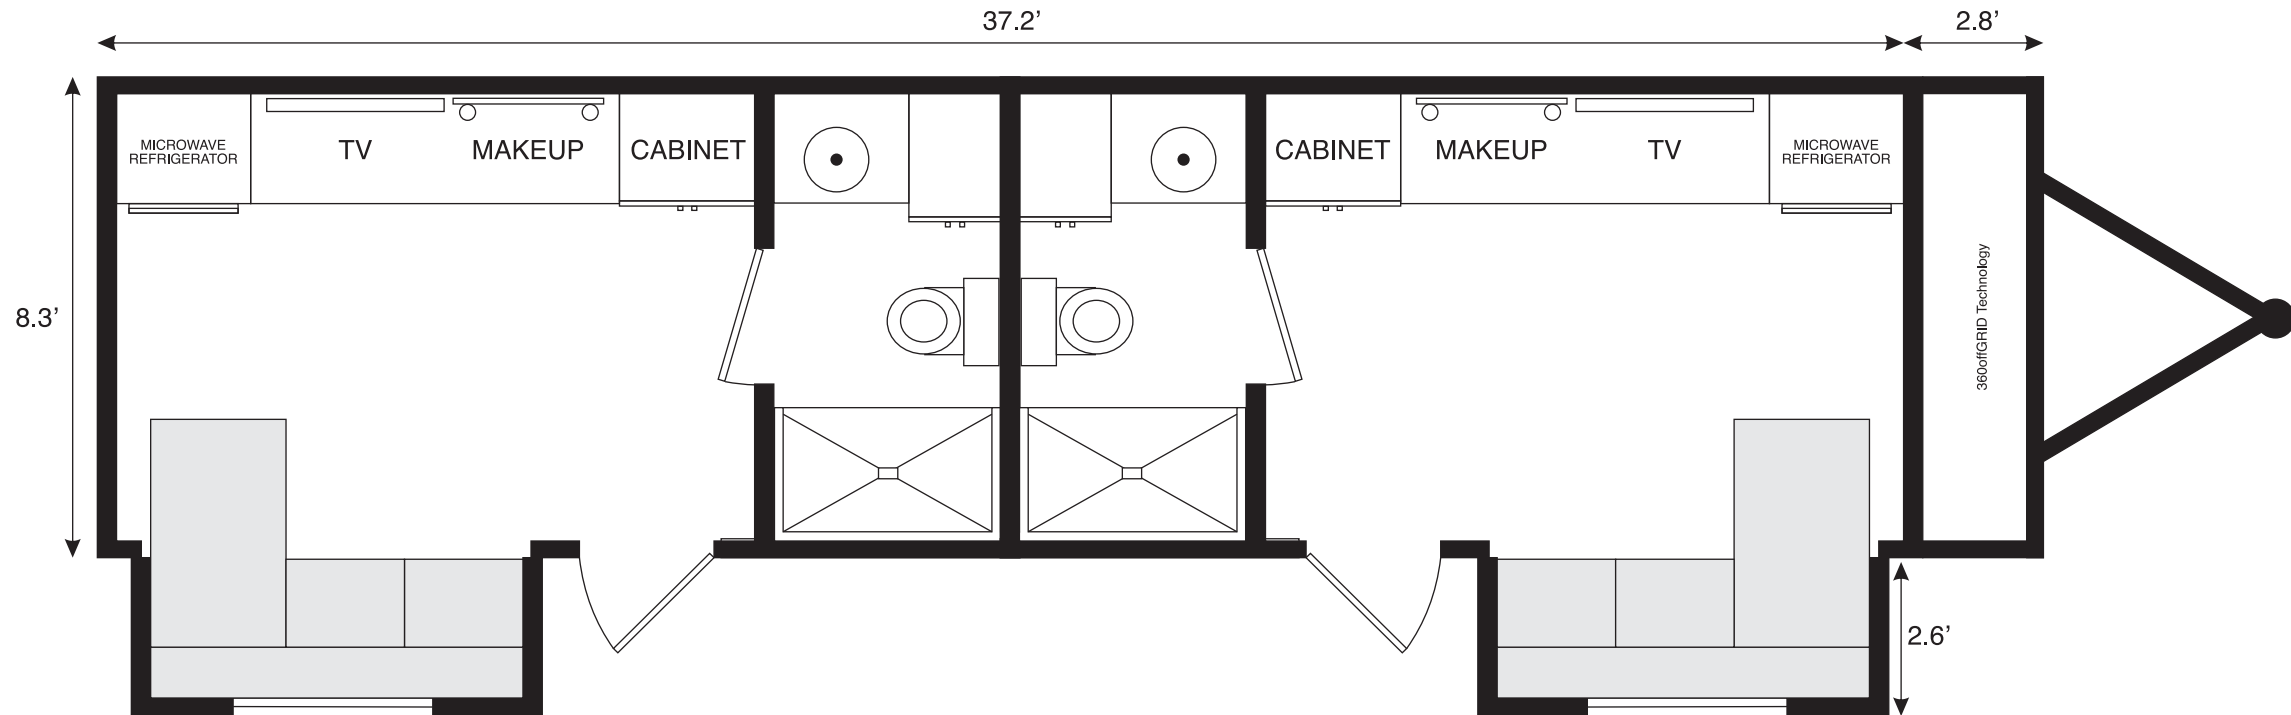 37.2’
2.8’
MICROWAVE
REFRIGERATOR
TV
MAKEUP
CABINET
CABINET
MAKEUP
TV
MICROWAVE
REFRIGERATOR
8.3’
360offGRID Technology
2.6’